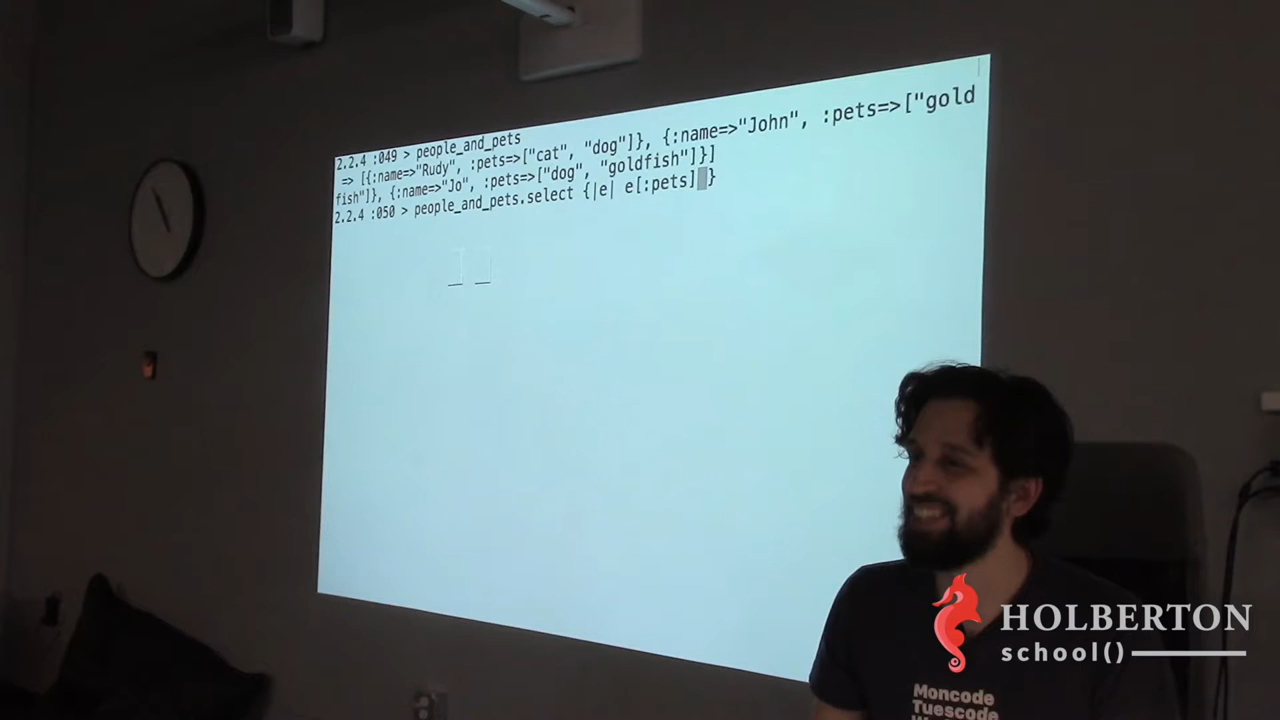 2.2.4 :049 > people_and_pets
=> [{:name=>"Rudy", :pets=>["cat", "dog"]}, {:name=>"John", :pets=>["gold
fish"]}, {:name=>"Jo", :pets=>["dog", "goldfish"]}]
2.2.4 :050 > people_and_pets.select {|e| e[:pets] }
HOLBERTON
school()
Moncode
Tuescode